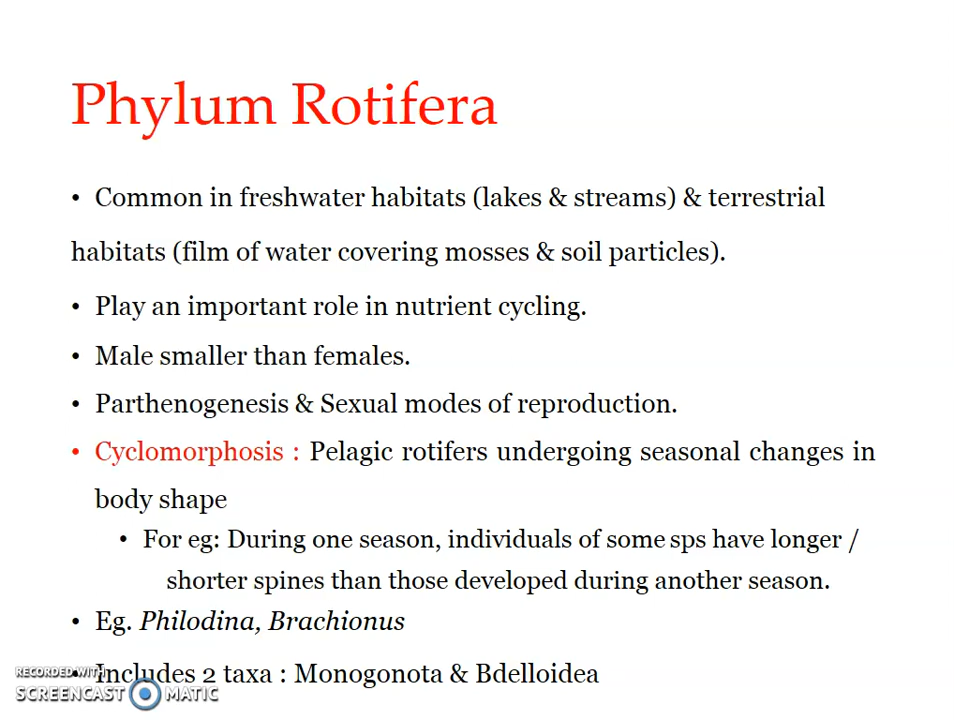 Phylum Rotifera
• Common in freshwater habitats (lakes & streams) & terrestrial
habitats (film of water covering mosses & soil particles).
• Play an important role in nutrient cycling.
• Male smaller than females.
• Parthenogenesis & Sexual modes of reproduction.
• Cyclomorphosis : Pelagic rotifers undergoing seasonal changes in
body shape
• For eg: During one season, individuals of some sps have longer /
shorter spines than those developed during another season.
• Eg. Philodina, Brachionus
• Includes 2 taxa : Monogonota & Bdelloidea
RECORDED WITH
SCREENCAST MATIC